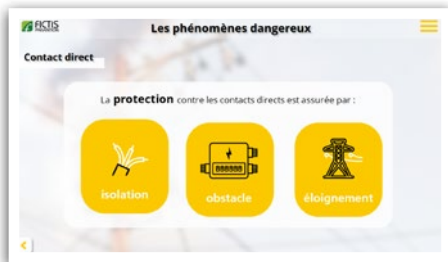 FICTIS
Les phénomènes dangereux
Contact direct
La protection contre les contacts directs est assurée par :
isolation
obstacle
éloignement